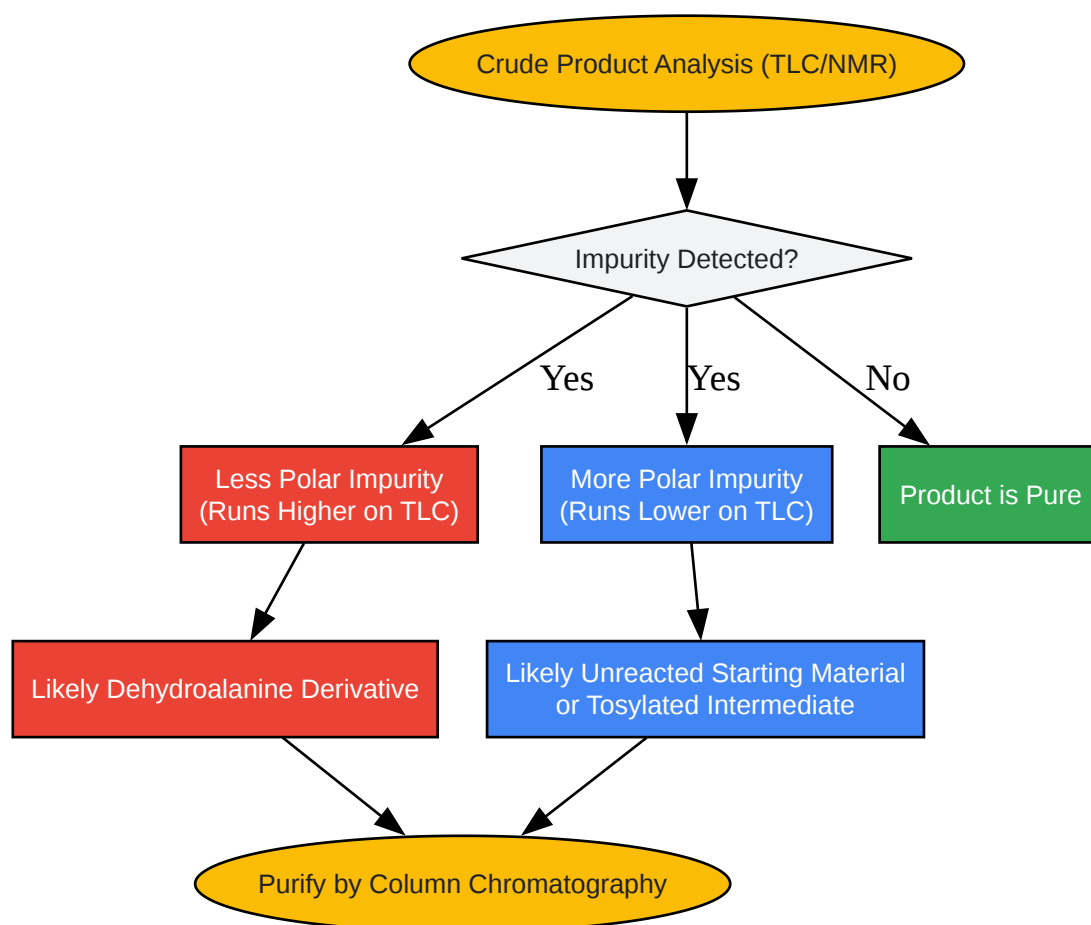 Crude Product Analysis (TLC/NMR)
Impurity Detected?
Yes
Yes
No
Less Polar Impurity
(Runs Higher on TLC)
More Polar Impurity
(Runs Lower on TLC)
Product is Pure
Likely Dehydroalanine Derivative
Likely Unreacted Starting Material
or Tosylated Intermediate
Purify by Column Chromatography